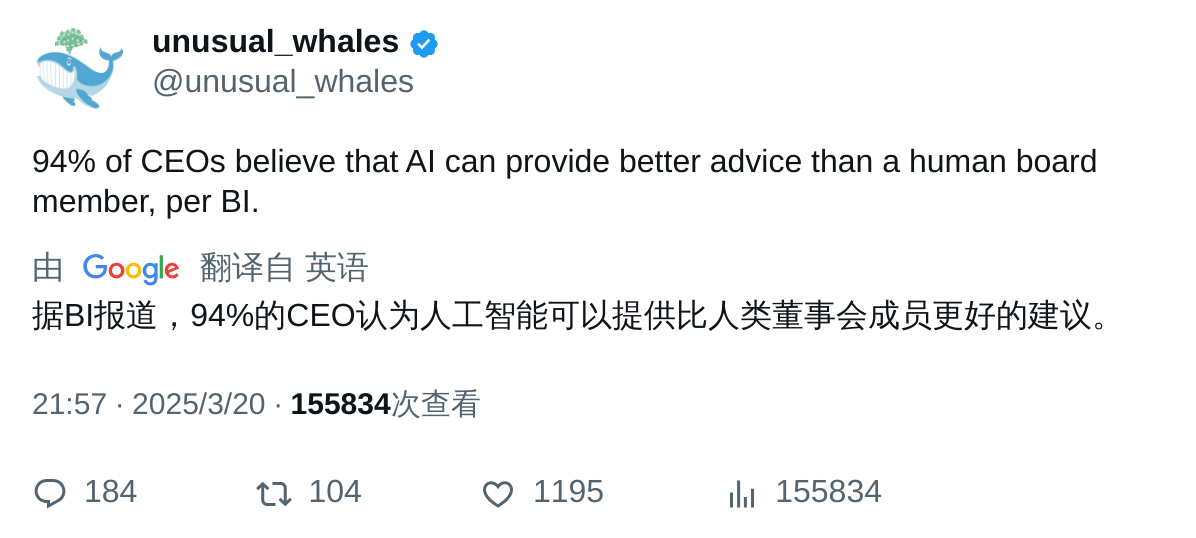 unusual_whales
@unusual_whales
94% of CEOs believe that AI can provide better advice than a human board
member, per BI.
由 Google 翻译自 英语
据BI报道，94%的CEO认为人工智能可以提供比人类董事会成员更好的建议。
21:57 · 2025/3/20 · 155834次查看
184 104 1195 155834